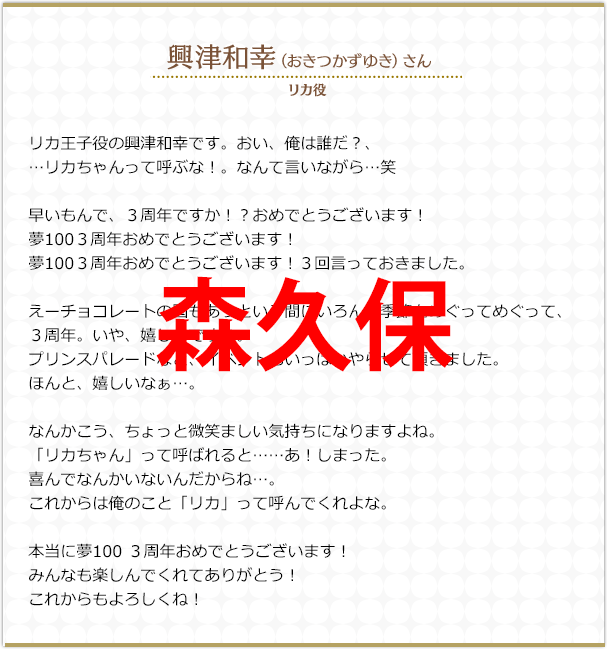 興津和幸（おきつかずゆき）さん
リカ役
リカ王子役の興津和幸です。おい、俺は誰だ？、
…リカちゃんって呼ぶな！。なんて言いながら…笑
早いもんで、３周年ですか！？おめでとうございます！
夢100３周年おめでとうございます！
夢100３周年おめでとうございます！３回言っておきました。
えーチョコレートの国もあっという間にいろんな季節めぐってめぐって、
３周年。いや、嬉し
森久保
プリンスパレード いっぱいやらせて頂きました。
ほんと、嬉しいなぁ…。
なんかこう、ちょっと微笑ましい気持ちになりますよね。
「リカちゃん」って呼ばれると……あ！しまった。
喜んでなんかいないんだからね…。
これからは俺のこと「リカ」って呼んでくれよな。
本当に夢100 ３周年おめでとうございます！
みんなも楽しんでくれてありがとう！
これからもよろしくね！